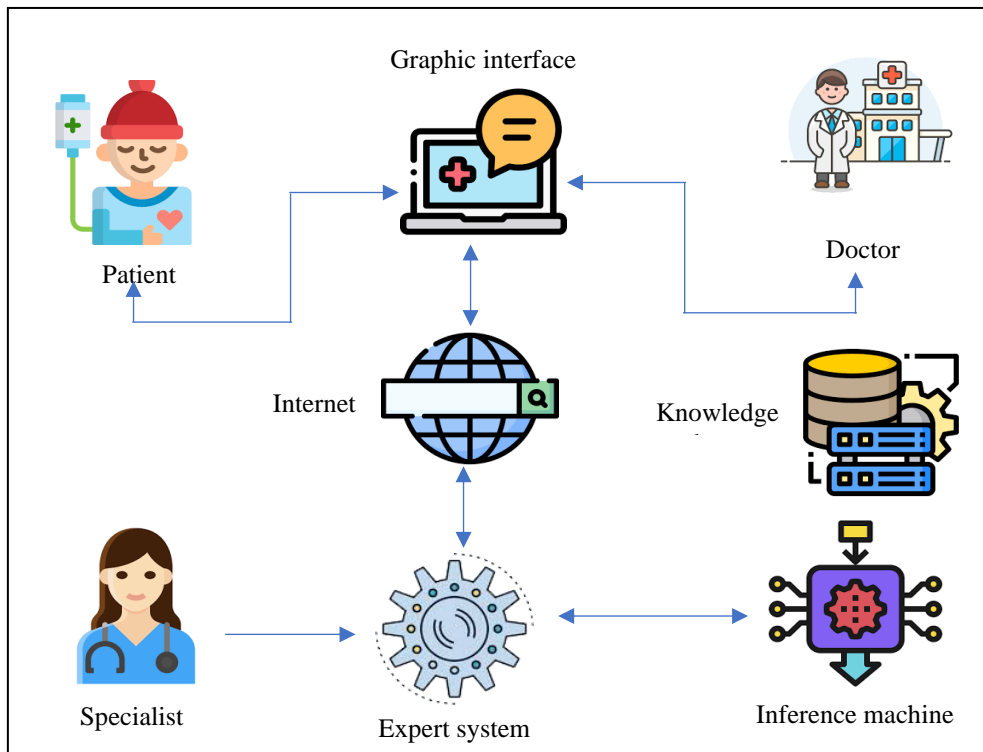 Graphic interface
Patient
Doctor
Internet
Knowledge
Specialist
Expert system
Inference machine